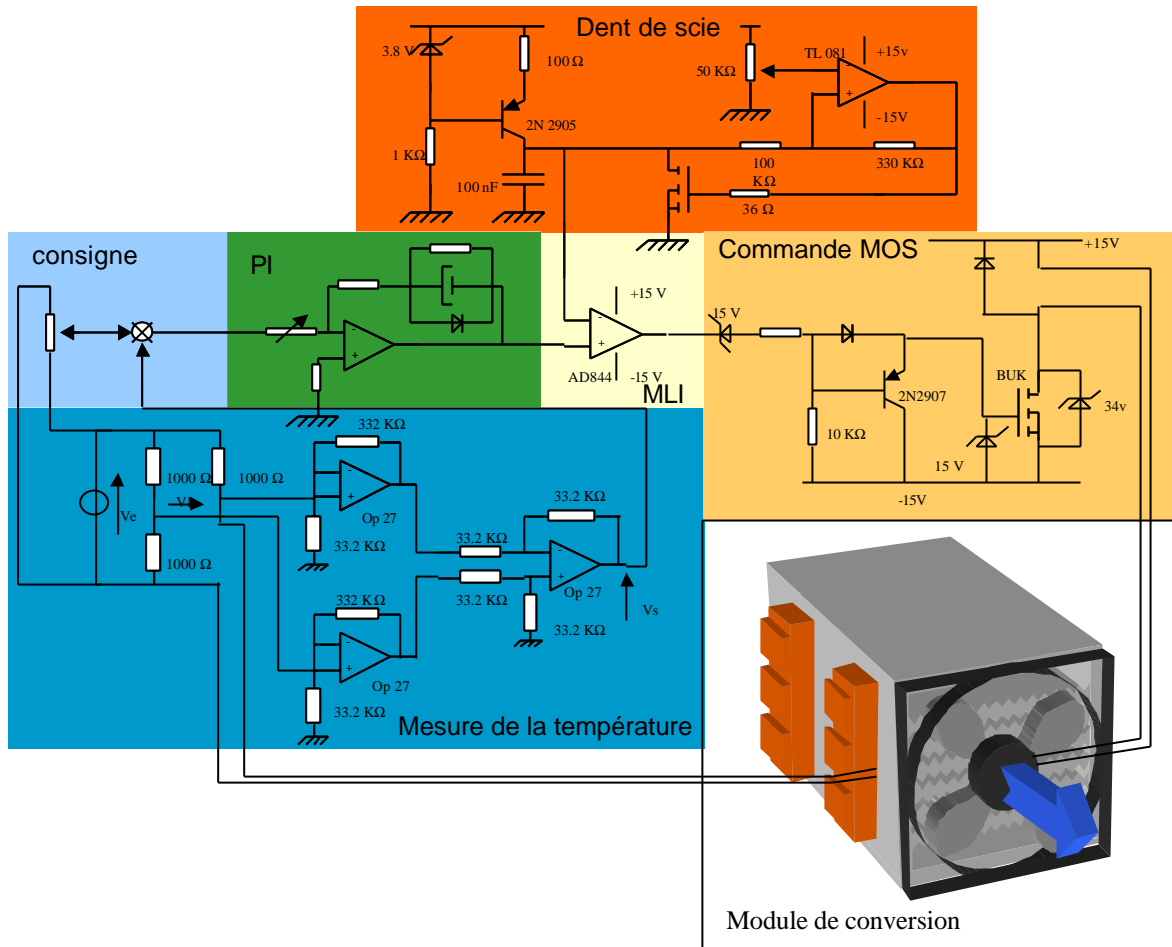 Dent de scie
3.8 V
100 Ω
TL 081
+15v
50 KΩ
-15V
2N 2905
1 KΩ
100
KΩ
330 KΩ
100 nF
36 Ω
consigne
PI
Commande MOS
+15V
+15 V
15 V
-15 V
AD844
MLI
2N2907
BUK
34v
10 KΩ
15 V
-15V
332 KΩ
1000 Ω
1000 Ω
Ve
Op 27
33.2 KΩ
33.2 KΩ
33.2 KΩ
1000 Ω
332 KΩ
33.2 KΩ
Op 27
Vs
33.2 KΩ
Op 27
33.2 KΩ
Mesure de la température
Module de conversion